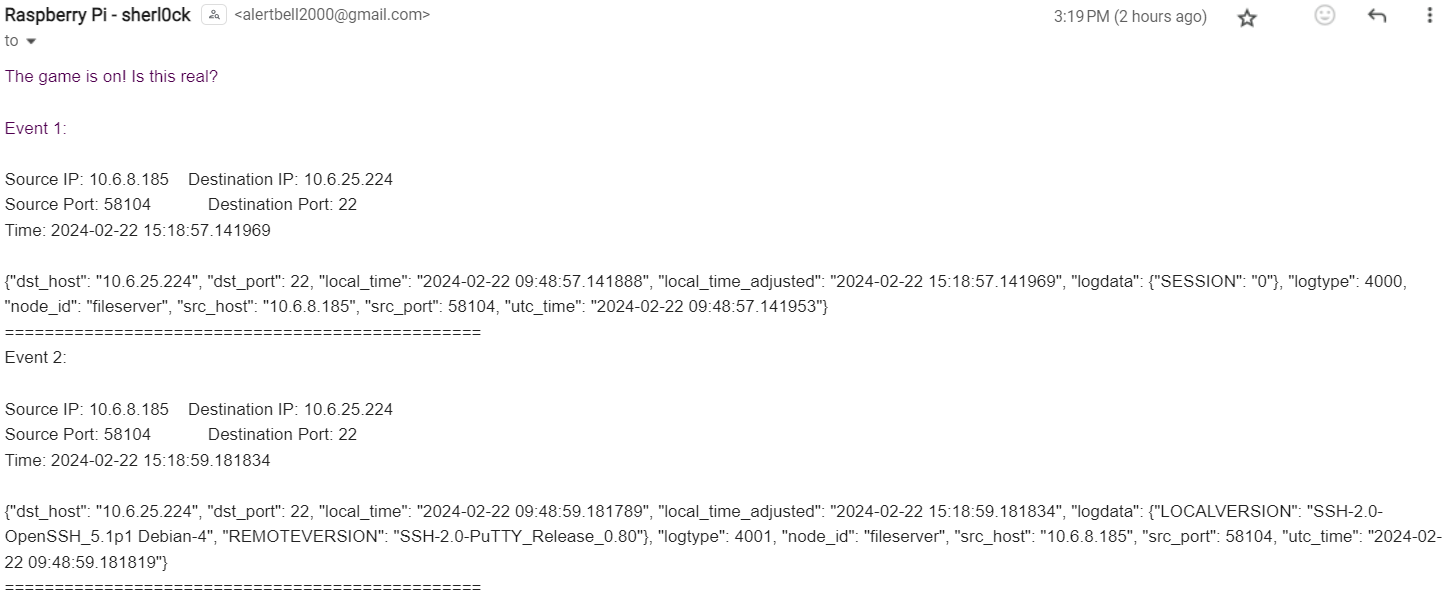 Raspberry Pi - sherl0ck <alertbell2000@gmail.com> 3:19 PM (2 hours ago)
to
The game is on! Is this real?
Event 1:
Source IP: 10.6.8.185 Destination IP: 10.6.25.224
Source Port: 58104 Destination Port: 22
Time: 2024-02-22 15:18:57.141969
{"dst_host": "10.6.25.224", "dst_port": 22, "local_time": "2024-02-22 09:48:57.141888", "local_time_adjusted": "2024-02-22 15:18:57.141969", "logdata": {"SESSION": "0"}, "logtype": 4000,
"node_id": "fileserver", "src_host": "10.6.8.185", "src_port": 58104, "utc_time": "2024-02-22 09:48:57.141953"}
================================================
Event 2:
Source IP: 10.6.8.185 Destination IP: 10.6.25.224
Source Port: 58104 Destination Port: 22
Time: 2024-02-22 15:18:59.181834
{"dst_host": "10.6.25.224", "dst_port": 22, "local_time": "2024-02-22 09:48:59.181789", "local_time_adjusted": "2024-02-22 15:18:59.181834", "logdata": {"LOCALVERSION": "SSH-2.0-
OpenSSH_5.1p1 Debian-4", "REMOTEVERSION": "SSH-2.0-PuTTY_Release_0.80"}, "logtype": 4001, "node_id": "fileserver", "src_host": "10.6.8.185", "src_port": 58104, "utc_time": "2024-02-
22 09:48:59.181819"}
================================================